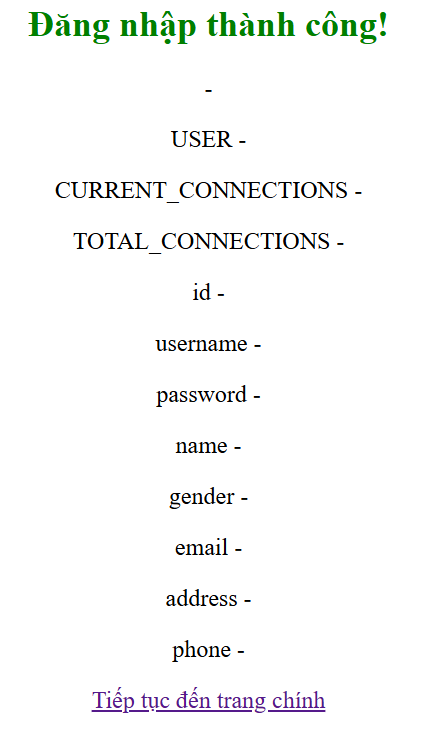 Đăng nhập thành công!
-
USER -
CURRENT_CONNECTIONS -
TOTAL_CONNECTIONS -
id -
username -
password -
name -
gender -
email -
address -
phone -
Tiếp tục đến trang chính